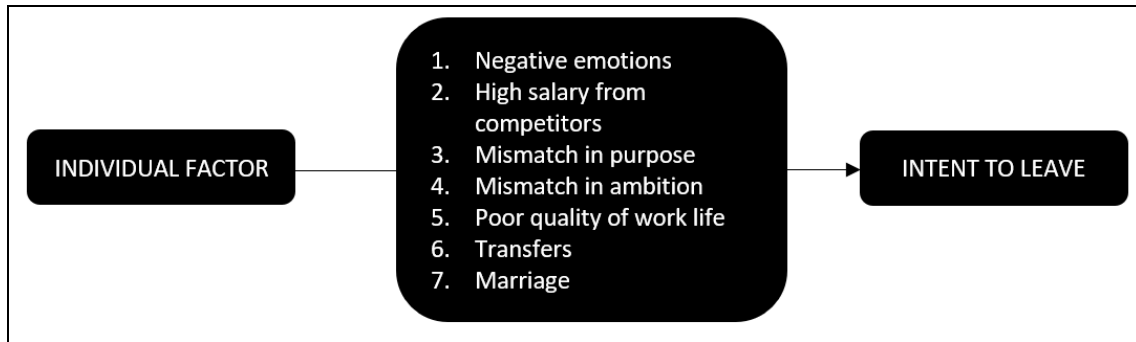 INDIVIDUAL FACTOR
1. Negative emotions
2. High salary from
competitors
3. Mismatch in purpose
4. Mismatch in ambition
5. Poor quality of work life
6. Transfers
7. Marriage
INTENT TO LEAVE